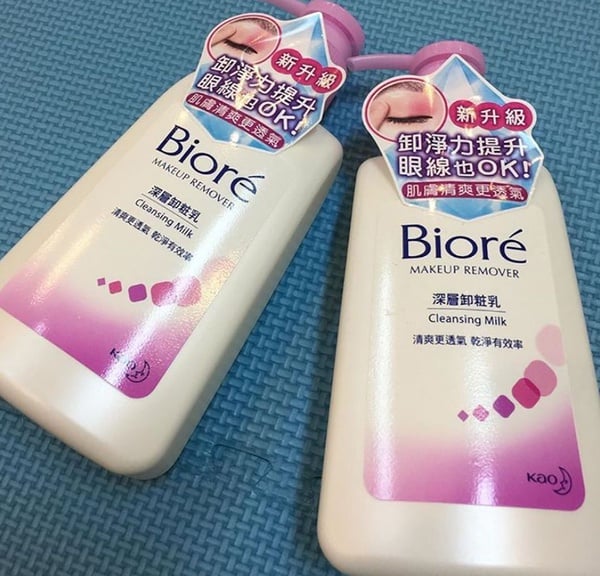 新升級
卸淨力提升
眼線也OK!
肌膚清爽更透氣
Bioré
MAKEUP REMOVER
深層卸粧乳
Cleansing Milk
清爽更透氣 乾淨有效率
Kao
新升級
卸淨力提升
眼線也OK!
肌膚清爽更透氣
Bioré
MAKEUP REMOVER
深層卸粧乳
Cleansing Milk
清爽更透氣 乾淨有效率
Kao